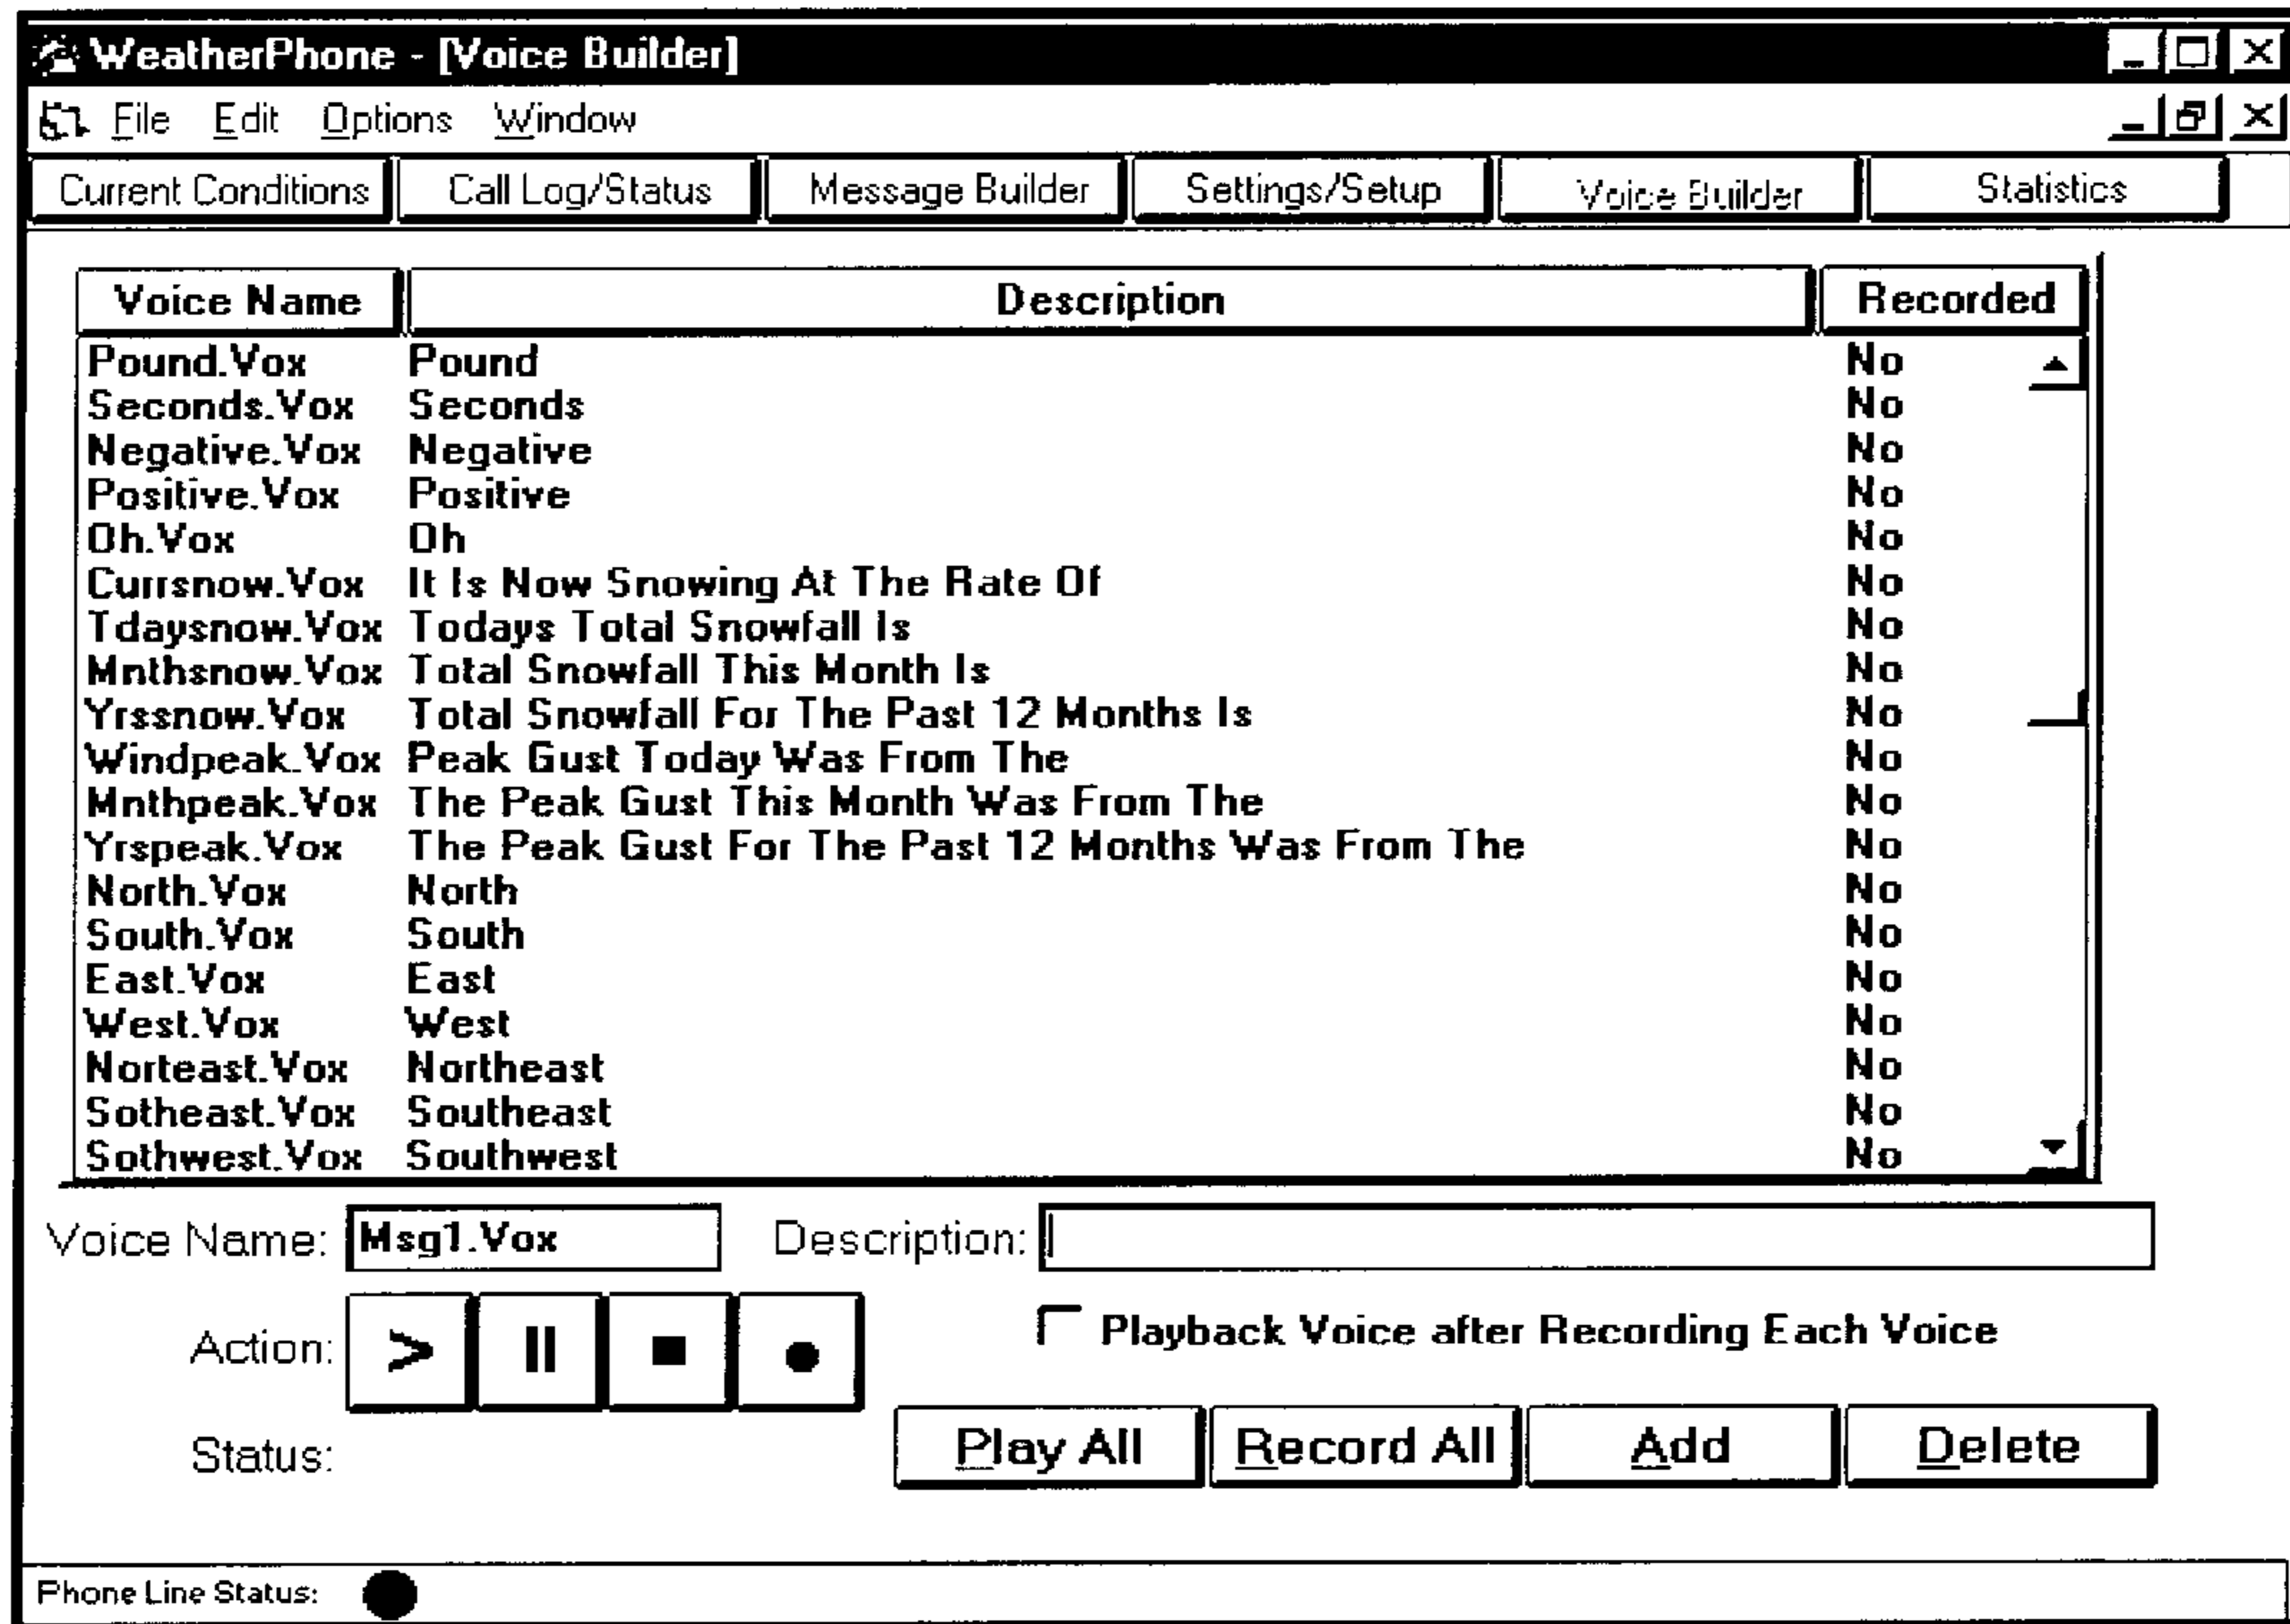 WeatherPhone - [Voice Builder]
File Edit Options Window
Current Conditions Call Log/Status Message Builder Settings/Setup Voice Builder Statistics
Voice Name Description Recorded
Pound.Vox Pound No
Seconds.Vox Seconds No
Negative.Vox Negative No
Positive.Vox Positive No
Oh.Vox Oh No
Currsnow.Vox It Is Now Snowing At The Rate Of No
Tdaysnow.Vox Todays Total Snowfall Is No
Mnthsnow.Vox Total Snowfall This Month Is No
Yrssnow.Vox Total Snowfall For The Past 12 Months Is No
Windpeak.Vox Peak Gust Today Was From The No
Mnthpeak.Vox The Peak Gust This Month Was From The No
Yrspeak.Vox The Peak Gust For The Past 12 Months Was From The No
North.Vox North No
South.Vox South No
East.Vox East No
West.Vox West No
Norteast.Vox Northeast No
Sotheast.Vox Southeast No
Sothwest.Vox Southwest No
Voice Name: Msg1.Vox Description:
Action: Playback Voice after Recording Each Voice
Status: Play All Record All Add Delete
Phone Line Status: